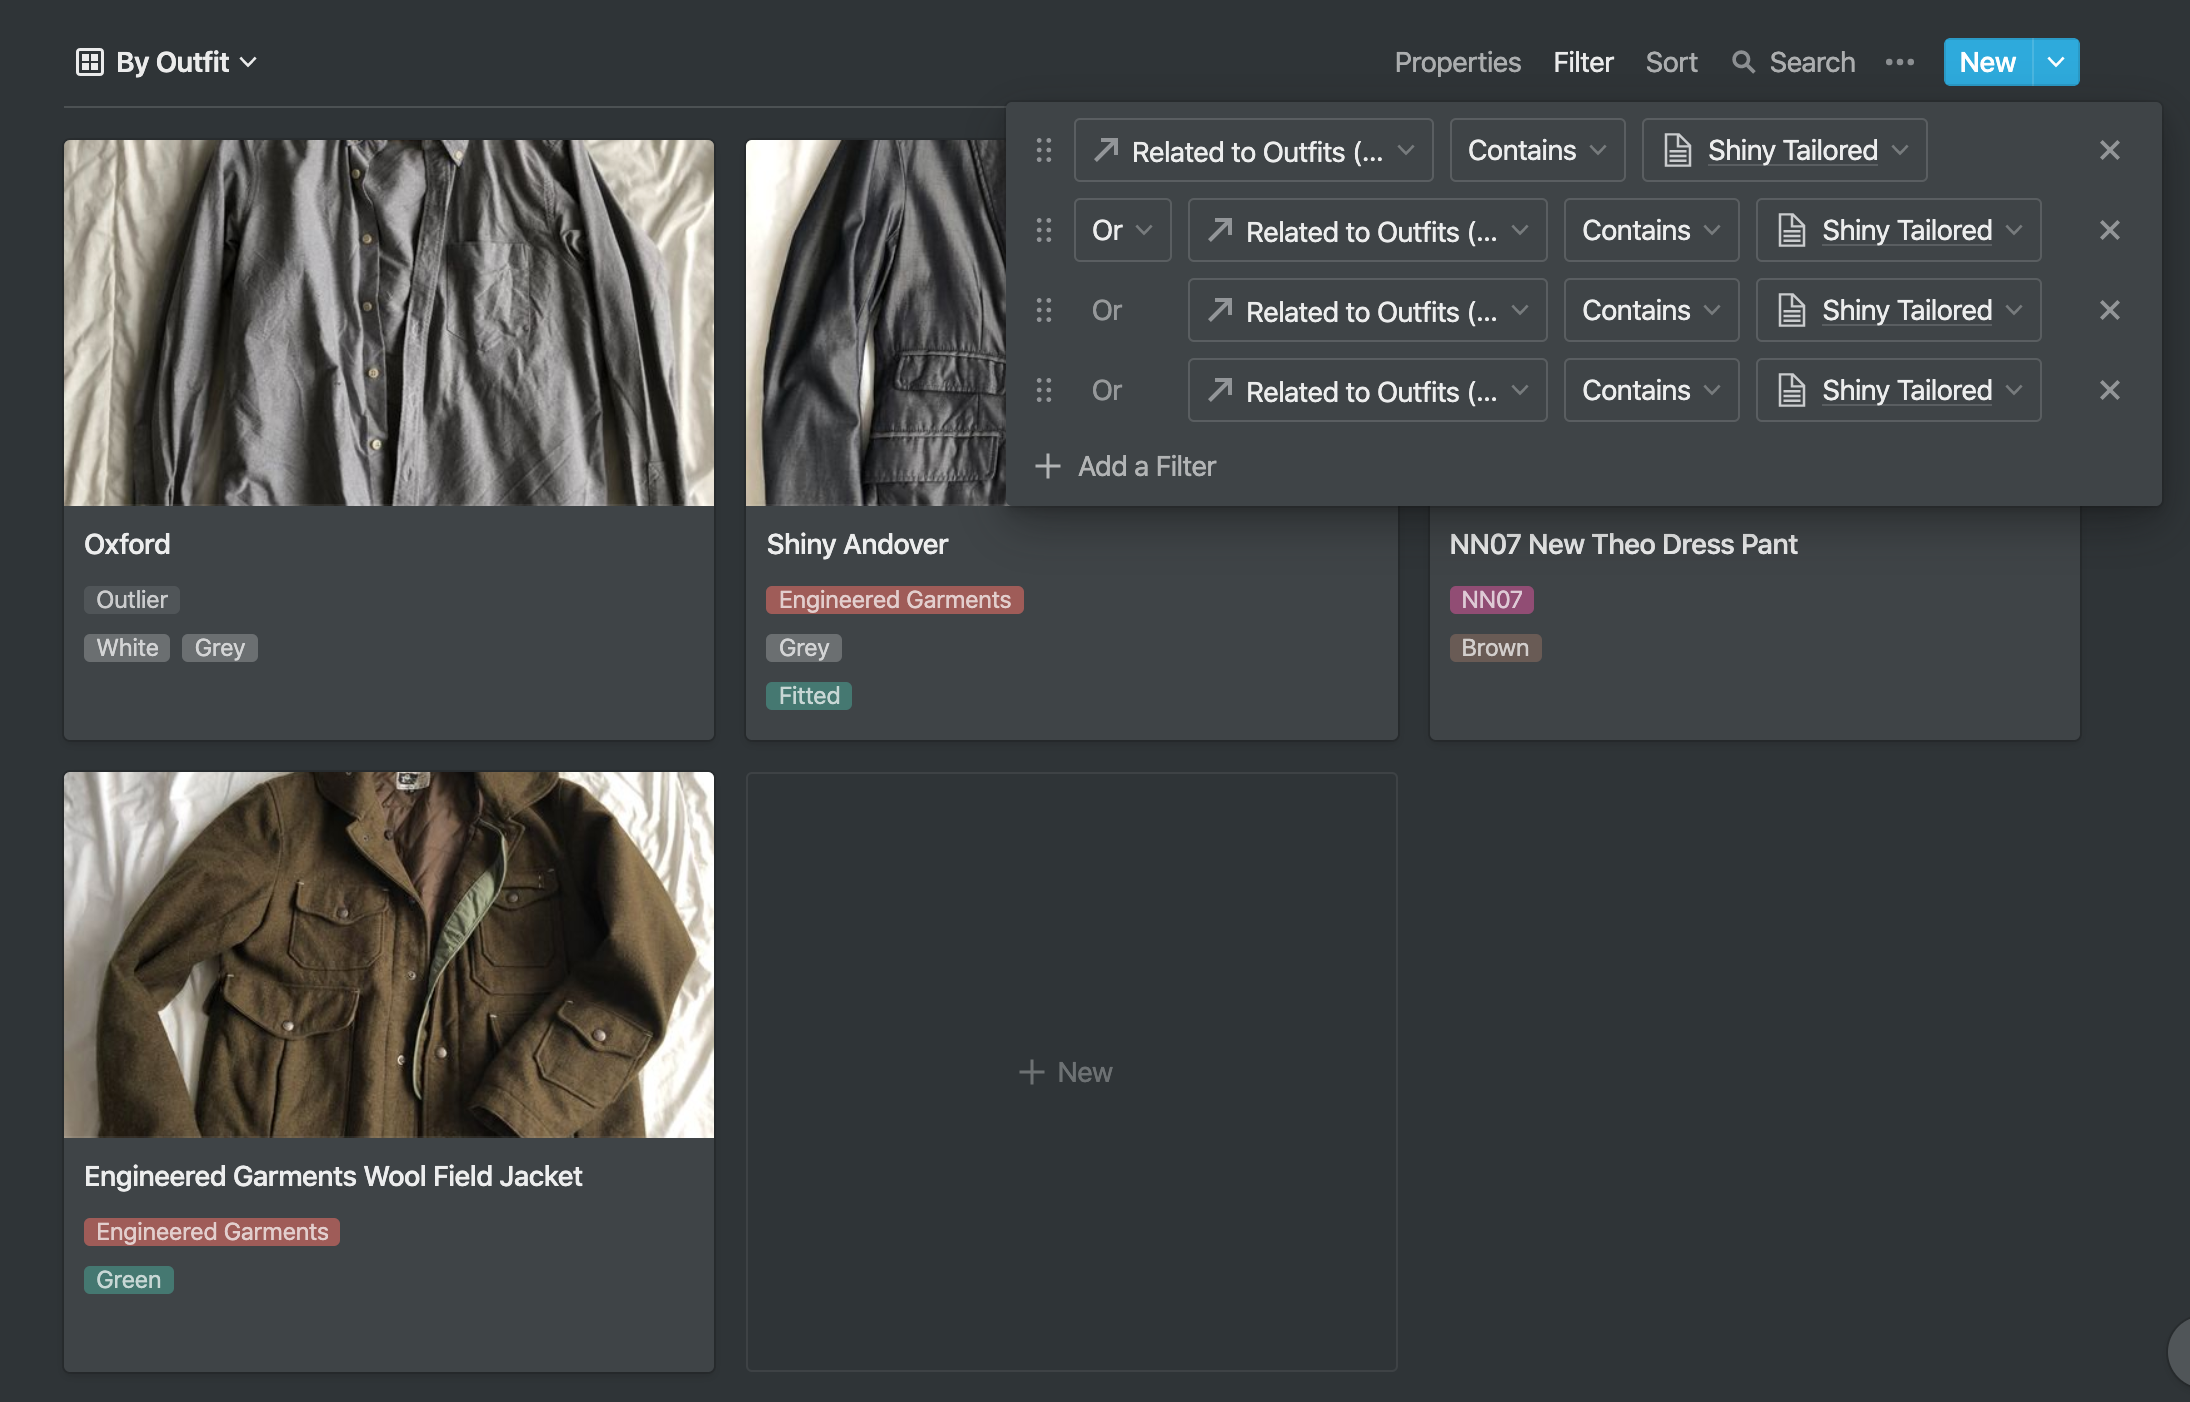 By Outfit
Properties Filter Sort Search New
Related to Outfits (... Contains Shiny Tailored
Or Related to Outfits (... Contains Shiny Tailored
Or Related to Outfits (... Contains Shiny Tailored
Or Related to Outfits (... Contains Shiny Tailored
Add a Filter
Oxford
Outlier
White Grey
Shiny Andover
Engineered Garments
Grey
Fitted
NN07 New Theo Dress Pant
NN07
Brown
Engineered Garments Wool Field Jacket
Engineered Garments
Green
New